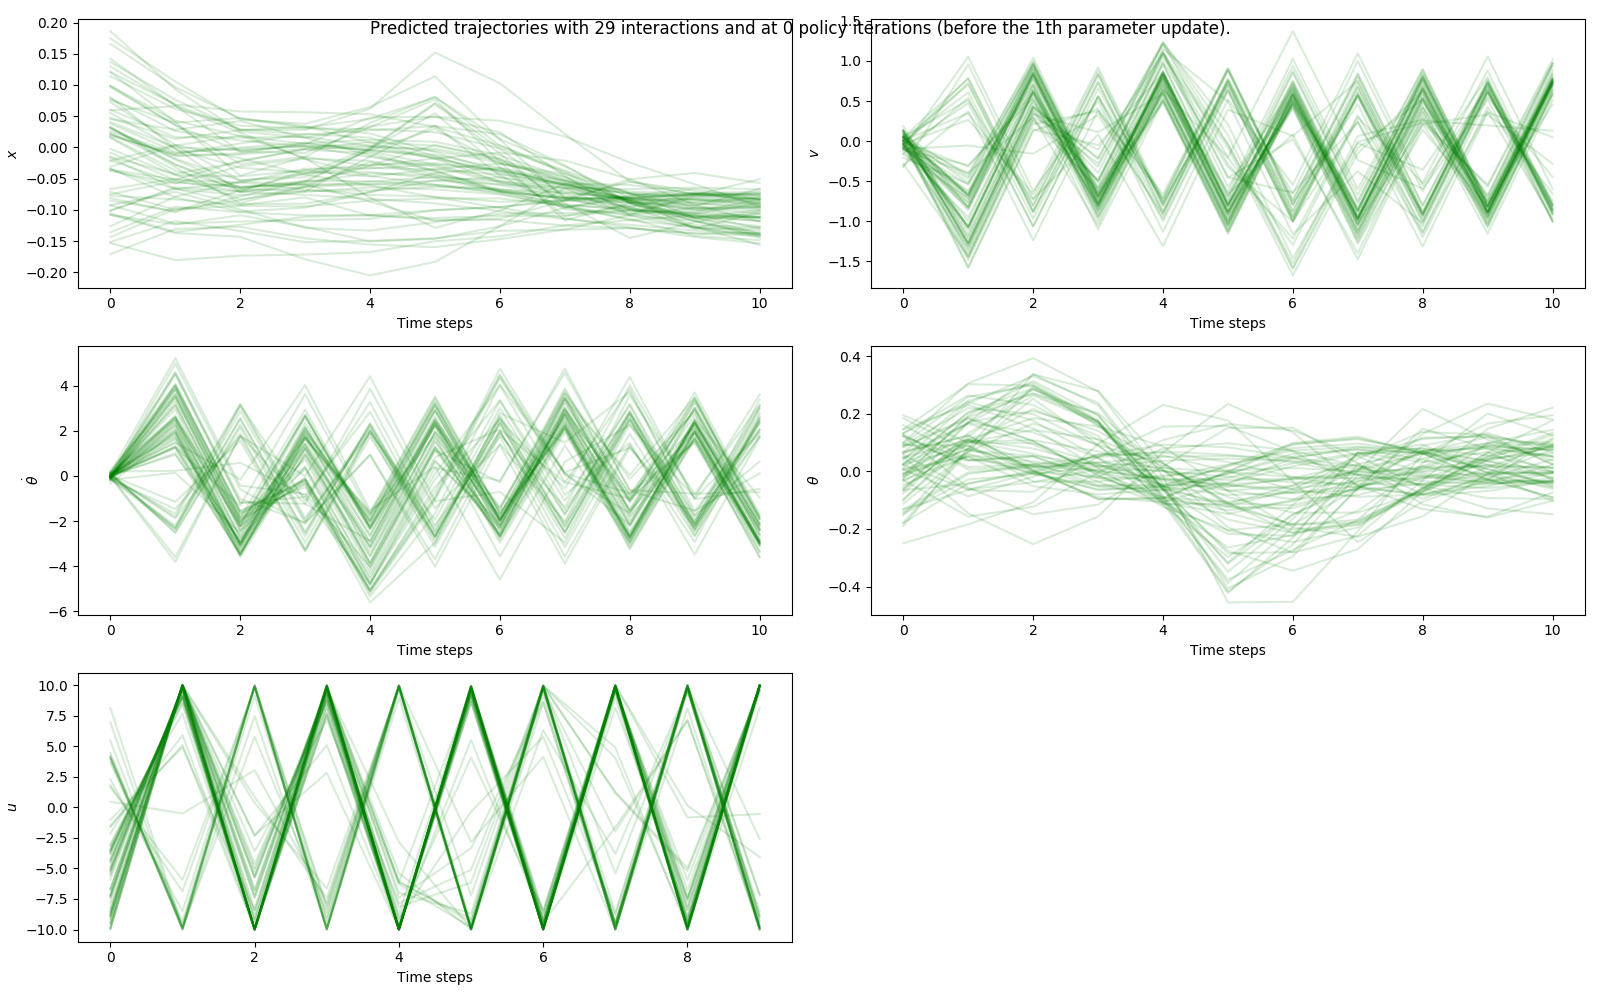 Predicted trajectories with 29 interactions and at 0 policy iterations (before the 1th parameter update).
0.20
0.15
0.10
0.05
0.00
−0.05
−0.10
−0.15
−0.20
x
0 2 4 6 8 10
Time steps
1.5
1.0
0.5
0.0
−0.5
−1.0
−1.5
v
0 2 4 6 8 10
Time steps
4
2
0
−2
−4
−6
θ̇
0 2 4 6 8 10
Time steps
0.4
0.2
0.0
−0.2
−0.4
θ
0 2 4 6 8 10
Time steps
10.0
7.5
5.0
2.5
0.0
−2.5
−5.0
−7.5
−10.0
u
0 2 4 6 8
Time steps